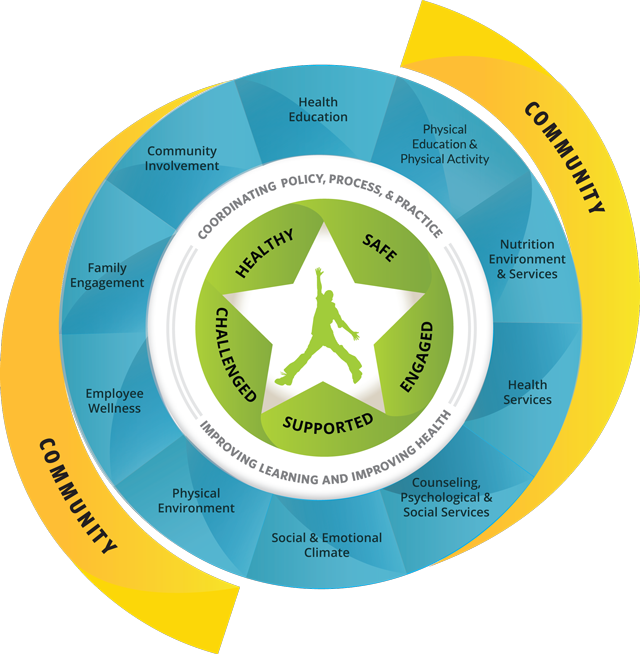 COMMUNITY
Health
Education
Physical
Education &
Physical Activity
Nutrition
Environment
& Services
Health
Services
Counseling,
Psychological &
Social Services
Social & Emotional
Climate
Physical
Environment
Employee
Wellness
Family
Engagement
Community
Involvement
COORDINATING POLICY, PROCESS, & PRACTICE
IMPROVING LEARNING AND IMPROVING HEALTH
HEALTHY
SAFE
ENGAGED
SUPPORTED
CHALLENGED
COMMUNITY